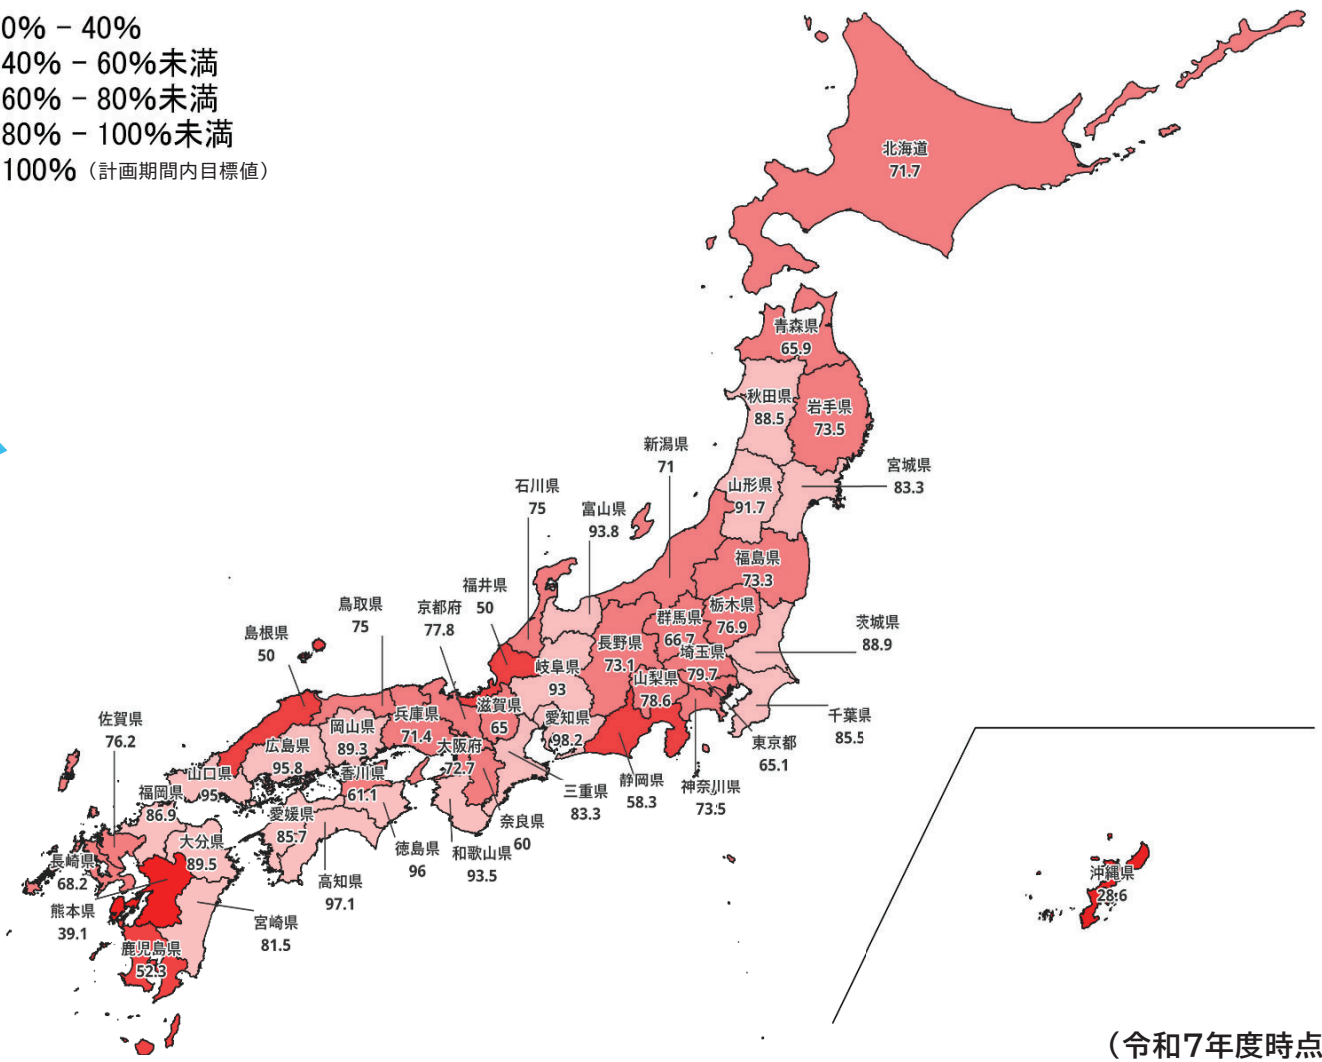 0% - 40%
40% - 60%未満
60% - 80%未満
80% - 100%未満
100%（計画期間内目標値）
北海道
71.7
青森県
65.9
秋田県
88.5
岩手県
73.5
新潟県
71
宮城県
83.3
山形県
91.7
石川県
75
富山県
93.8
福島県
73.3
福井県
50
鳥取県
75
京都府
77.8
栃木県
76.9
群馬県
66.7
茨城県
88.9
島根県
50
長野県
73.1
埼玉県
79.7
岐阜県
93
山梨県
78.6
滋賀県
65
兵庫県
71.4
愛知県
98.2
千葉県
85.5
佐賀県
76.2
岡山県
89.3
広島県
95.8
大阪府
72.7
東京都
65.1
山口県
95
香川県
61.1
三重県
83.3
静岡県
58.3
神奈川県
73.5
福岡県
86.9
愛媛県
85.7
奈良県
60
大分県
89.5
徳島県
96
和歌山県
93.5
長崎県
68.2
高知県
97.1
沖縄県
28.6
熊本県
39.1
宮崎県
81.5
鹿児島県
52.3
（令和7年度時点